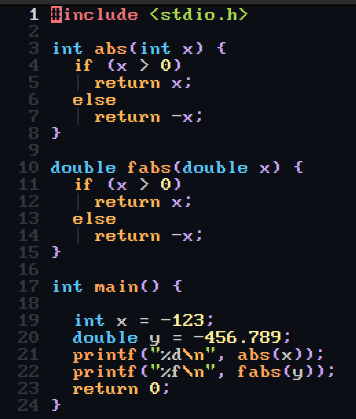 1 #include <stdio.h>
2
3 int abs(int x) {
4   if (x > 0)
5     return x;
6   else
7     return -x;
8 }
9
10 double fabs(double x) {
11   if (x > 0)
12     return x;
13   else
14     return -x;
15 }
16
17 int main() {
18
19   int x = -123;
20   double y = -456.789;
21   printf("%d\n", abs(x));
22   printf("%f\n", fabs(y));
23   return 0;
24 }